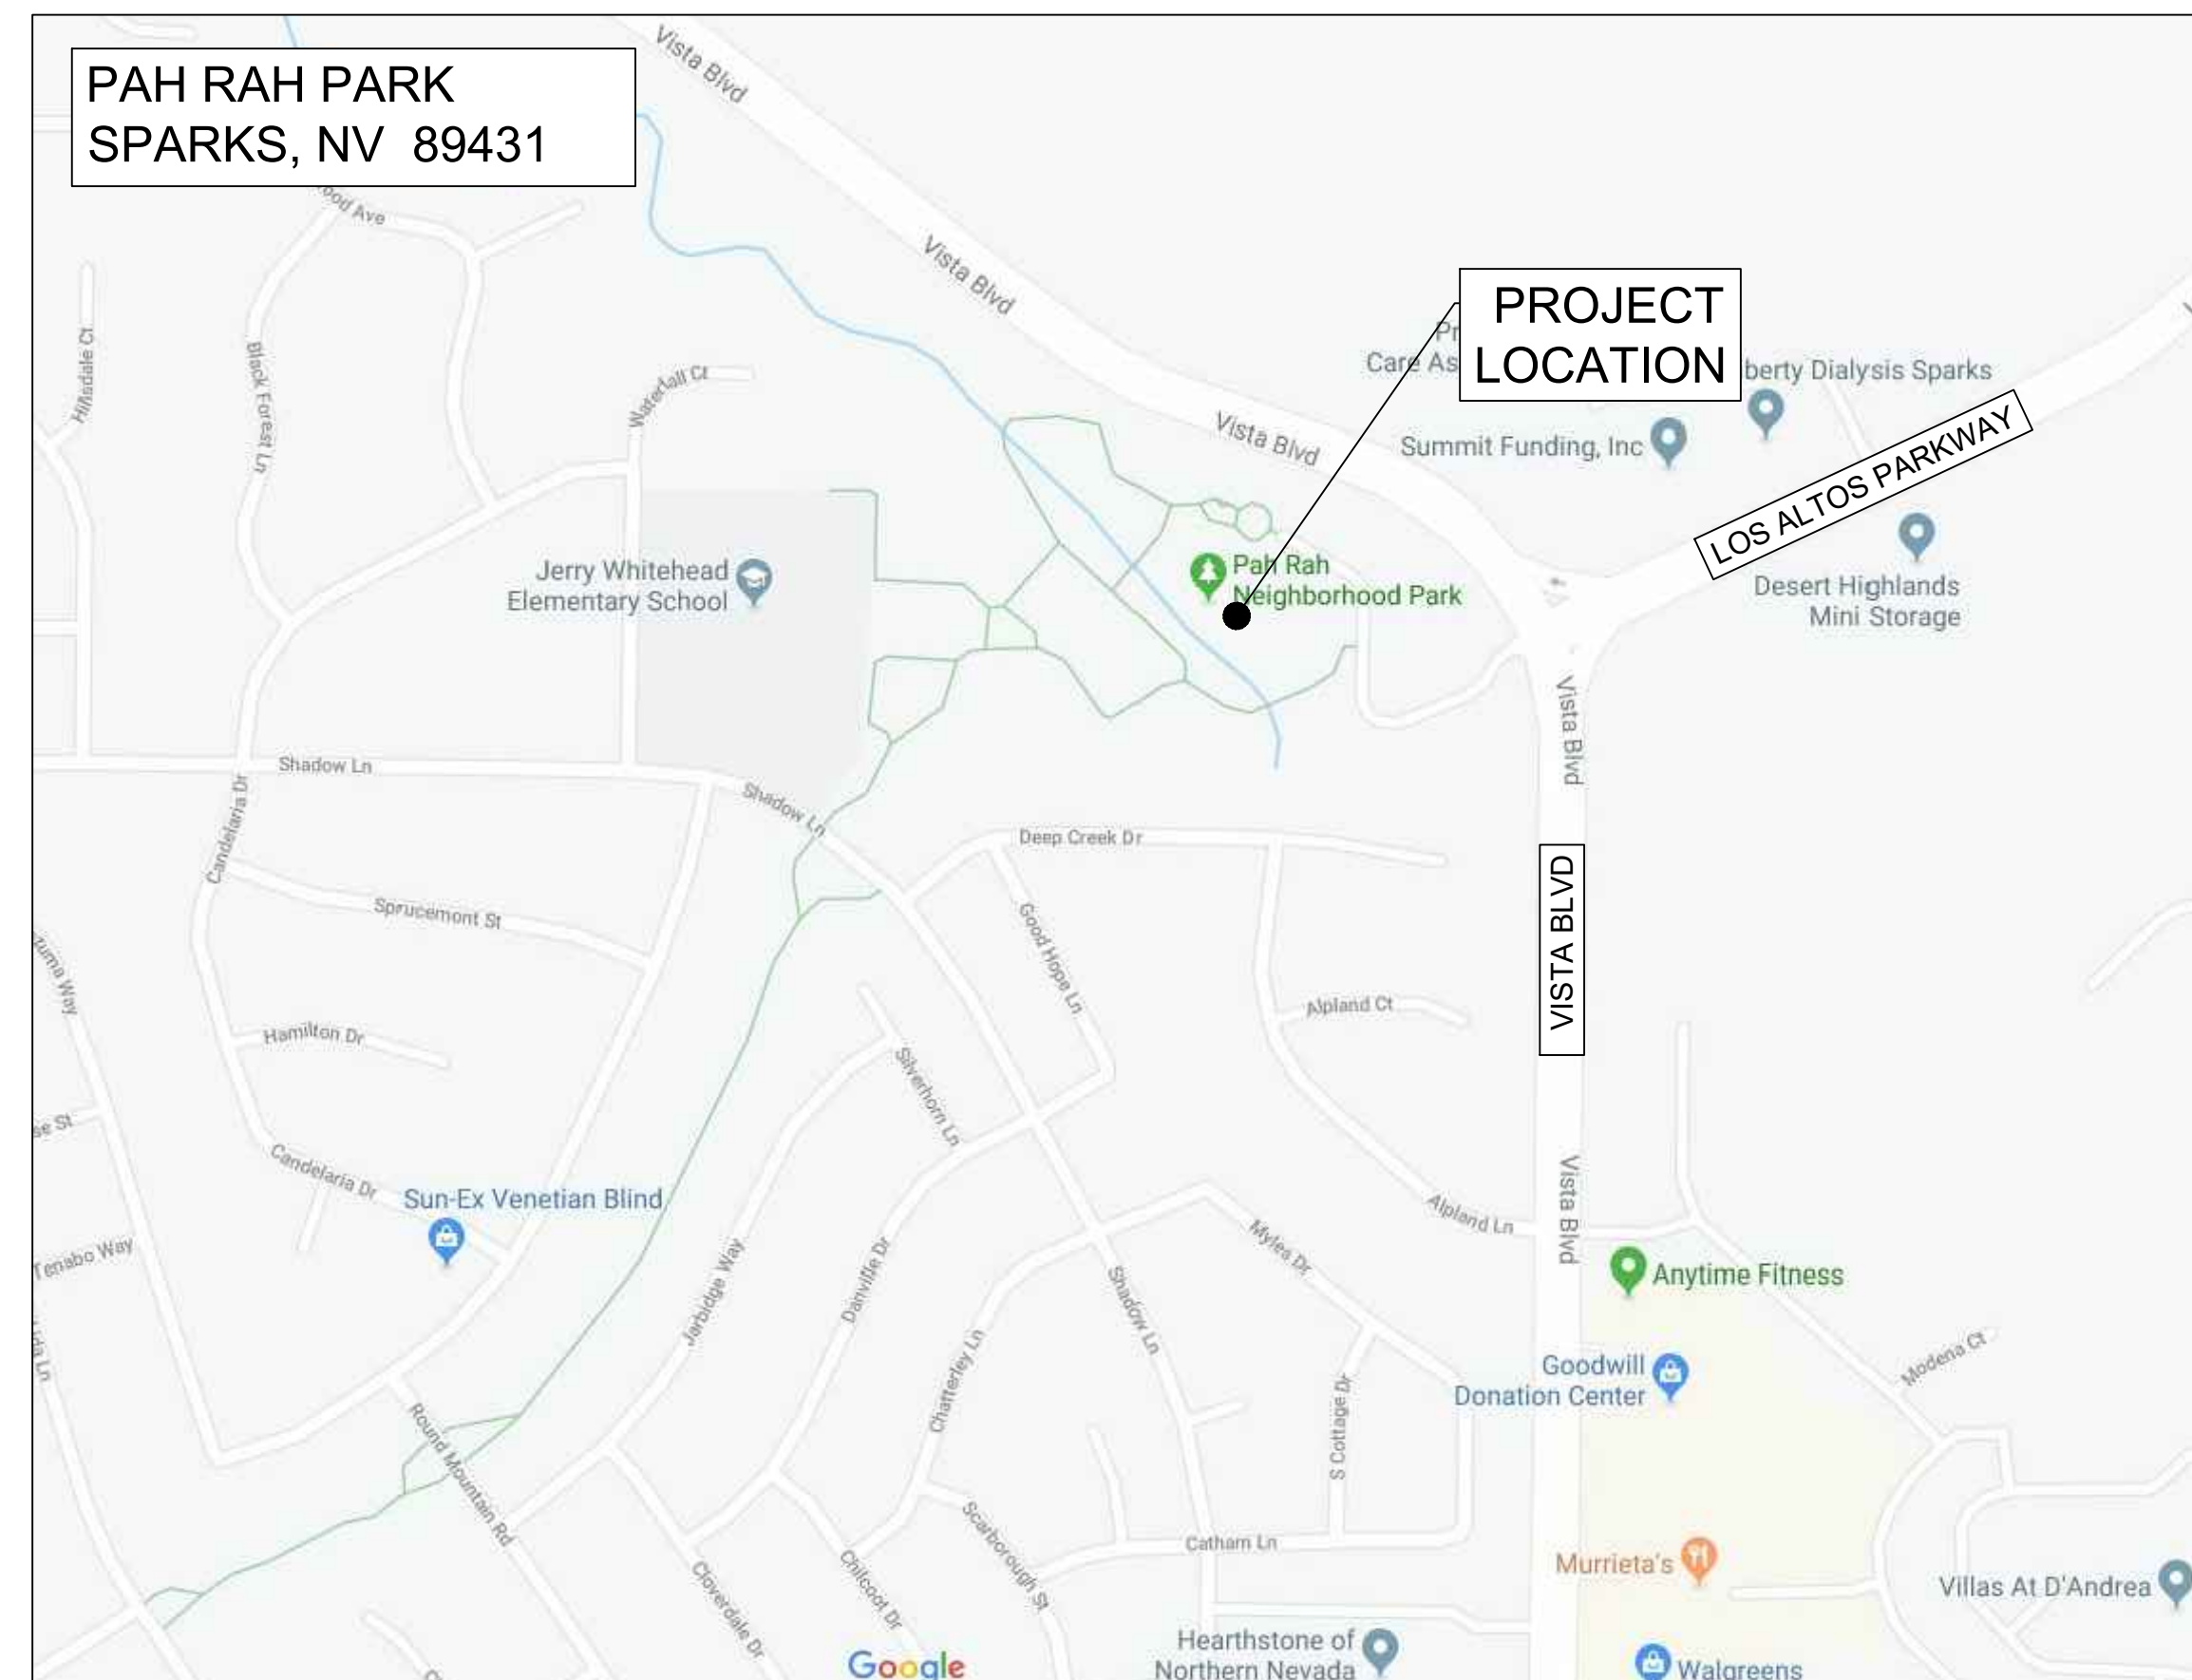 PAH RAH PARK
SPARKS, NV 89431
Vista Blvd
Vista Blvd
PROJECT
LOCATION
Care
Dialysis Sparks
Vista Blvd
Summit Funding, Inc
LOS ALTOS PARKWAY
Ave
Hillsdale Ct
Black Forest Ln
Waterfall Ct
Jerry Whitehead
Elementary School
Pah Rah
Neighborhood Park
Desert Highlands
Mini Storage
Vista Blvd
Shadow Ln
Candelaria Dr
Shadow Ln
Deep Creek Dr
VISTA BLVD
Sprucemont St
Good Hope Ln
Way
Alpland Ct
Hamilton Dr
Silverhorn Ln
St
Candelaria Dr
Sun-Ex Venetian Blind
Tenabo Way
Alpland Ln
Vista Blvd
Myles Dr
Anytime Fitness
Jarbidge Way
Danville Dr
Shadow Ln
Ln
Chatterley Ln
Goodwill
Donation Center
Modena Ct
S Cottage Dr
Round Mountain Rd
Scarborough St
Catham Ln
Murrieta's
Villas At D'Andrea
Cloverdale Dr
Chilcoot Dr
Google
Hearthstone of
Northern Nevada
Walgreens